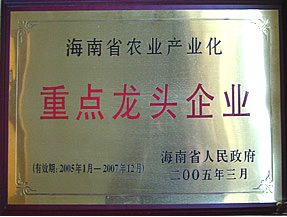 海南省农业产业化
重点龙头企业
海南省人民政府
(有效期:2005年1月—2007年12月)
二00五年三月